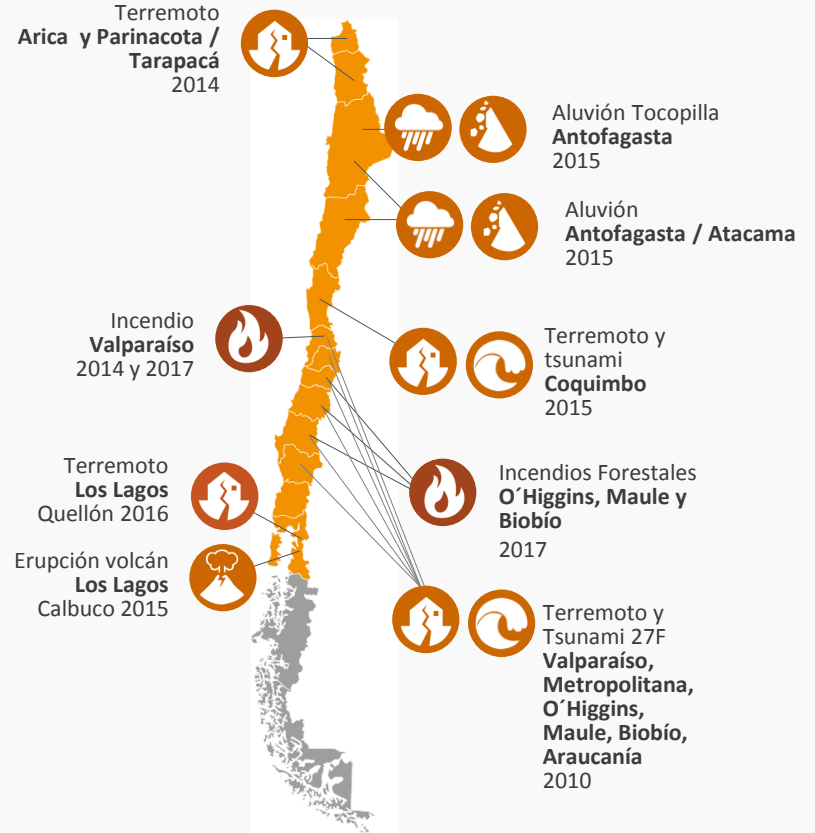 Terremoto
Arica y Parinacota /
Tarapacá
2014
Aluvión Tocopilla
Antofagasta
2015
Aluvión
Antofagasta / Atacama
2015
Incendio
Valparaíso
2014 y 2017
Terremoto y
tsunami
Coquimbo
2015
Terremoto
Los Lagos
Quellón 2016
Incendios Forestales
O´Higgins, Maule y
Biobío
2017
Erupción volcán
Los Lagos
Calbuco 2015
Terremoto y
Tsunami 27F
Valparaíso,
Metropolitana,
O´Higgins,
Maule, Biobío,
Araucanía
2010